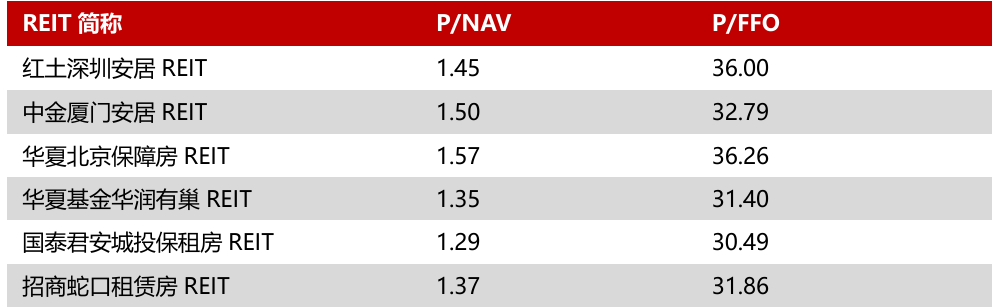 REIT 简称 P/NAV P/FFO
红土深圳安居 REIT 1.45 36.00
中金厦门安居 REIT 1.50 32.79
华夏北京保障房 REIT 1.57 36.26
华夏基金华润有巢 REIT 1.35 31.40
国泰君安城投保租房 REIT 1.29 30.49
招商蛇口租赁房 REIT 1.37 31.86